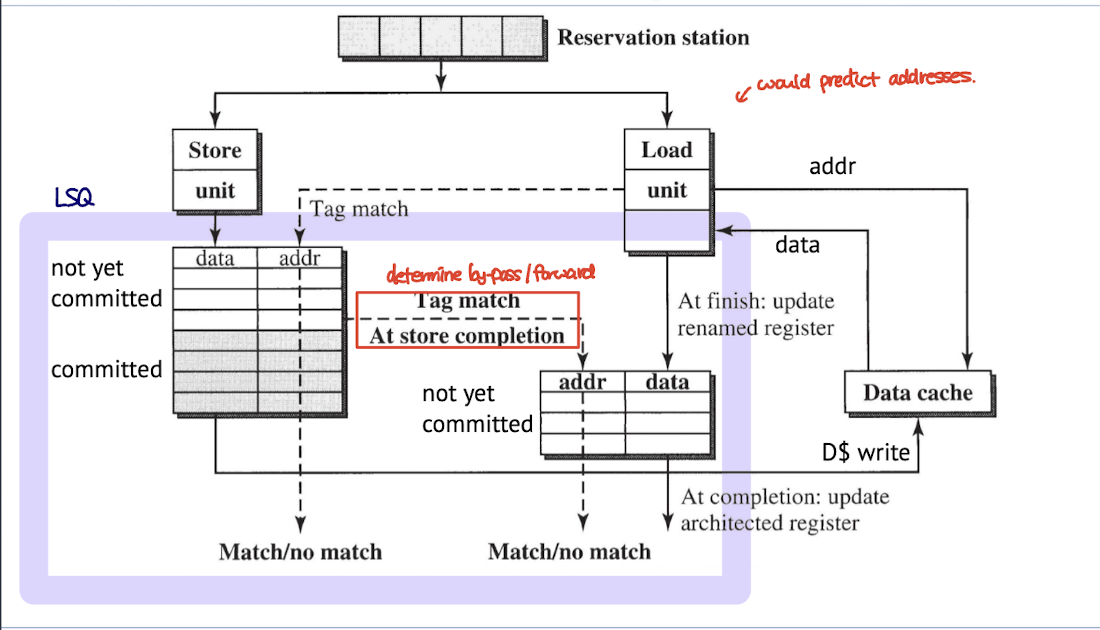 Reservation station
would predict addresses.
Store
unit
Load
unit
addr
LSQ
Tag match
data
data
addr
not yet
committed
determine by-pass/forward
Tag match
At store completion
At finish: update
renamed register
committed
addr
data
not yet
committed
Data cache
D$ write
At completion: update
architected register
Match/no match
Match/no match